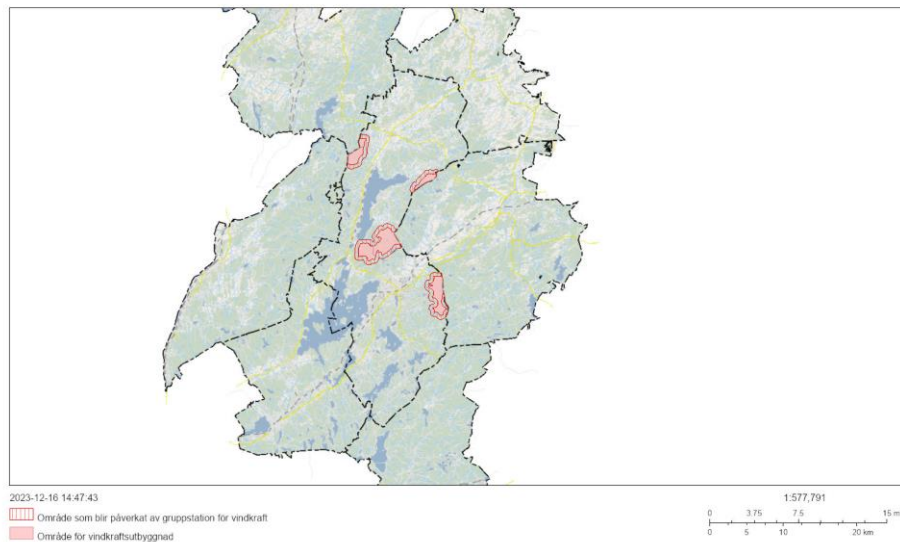 2023-12-16 14:47:43
1:577,791
Område som blir påverkat av gruppstation för vindkraft
Område för vindkraftsutbyggnad
0 3.75 7.5 15 m
0 5 10 20 km